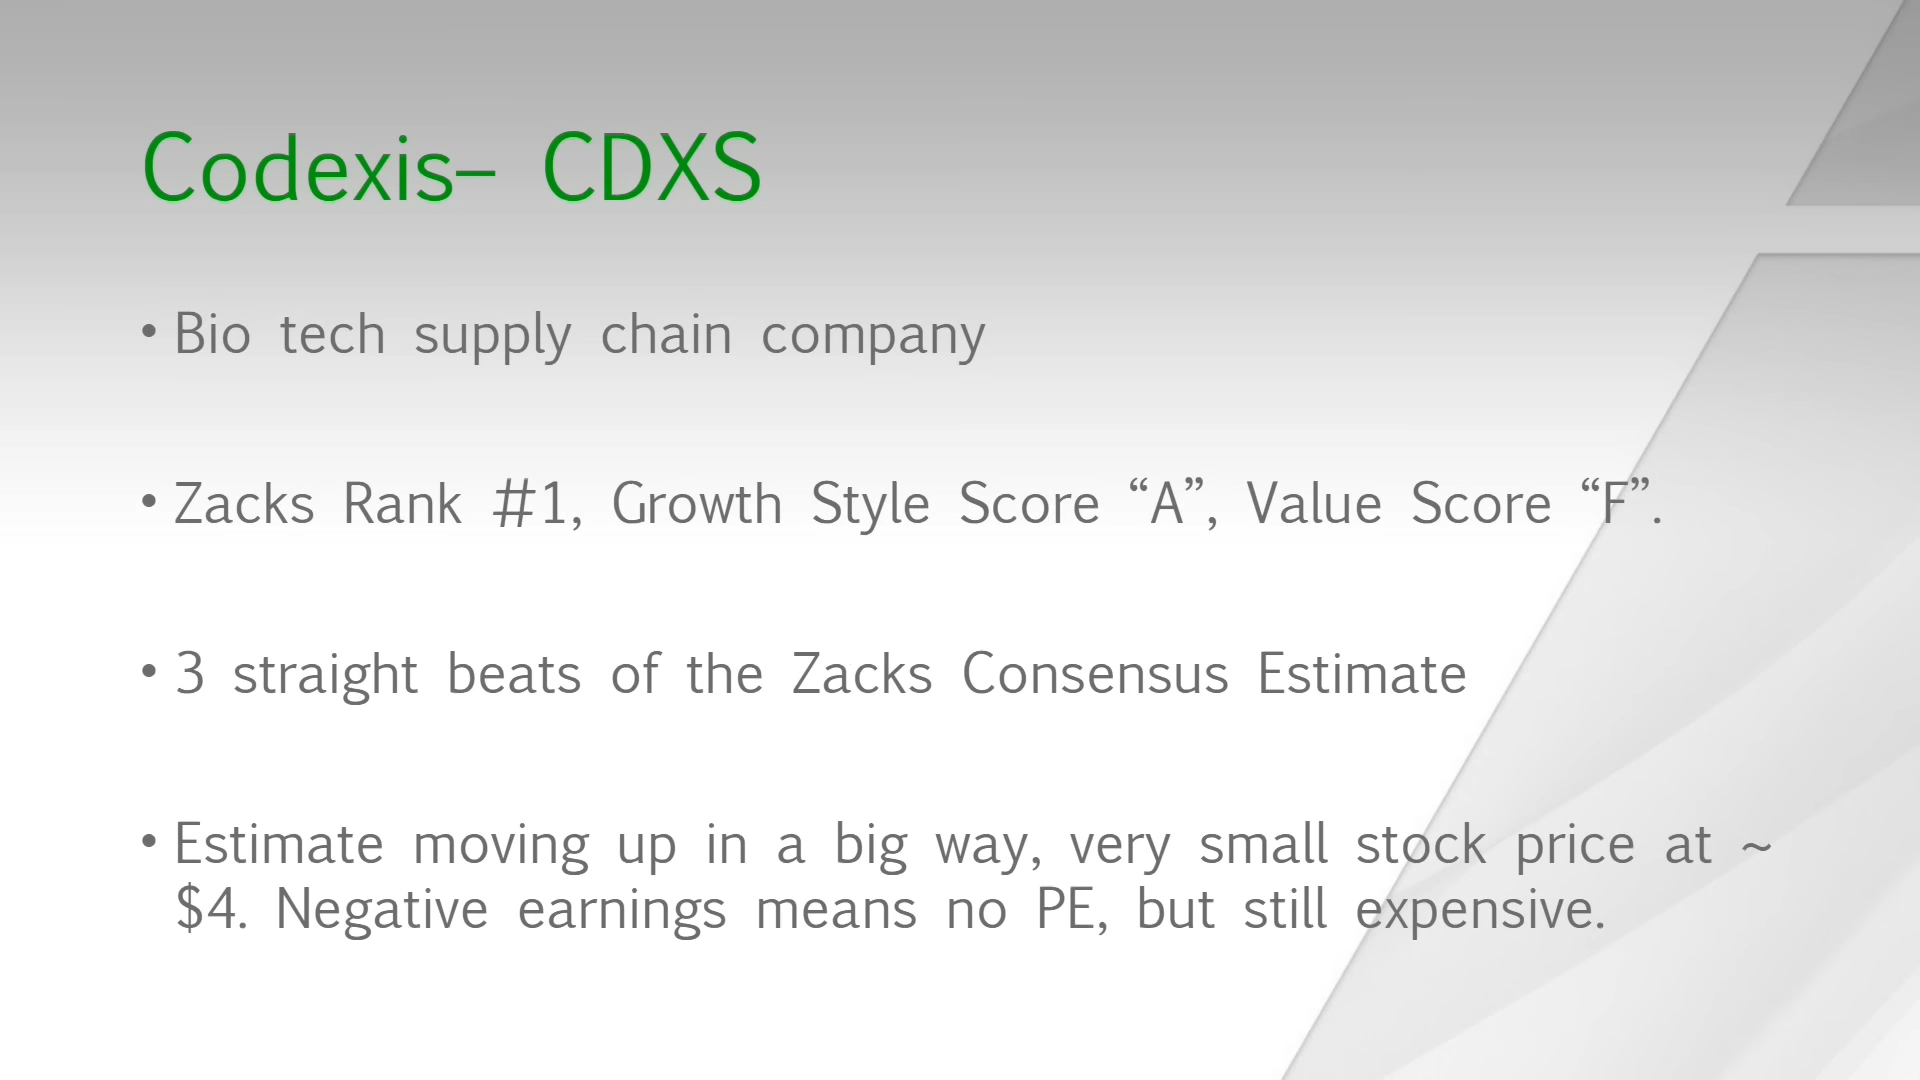 Codexis– CDXS
• Bio tech supply chain company
• Zacks Rank #1, Growth Style Score “A”, Value Score “F”.
• 3 straight beats of the Zacks Consensus Estimate
• Estimate moving up in a big way, very small stock price at ~
$4. Negative earnings means no PE, but still expensive.